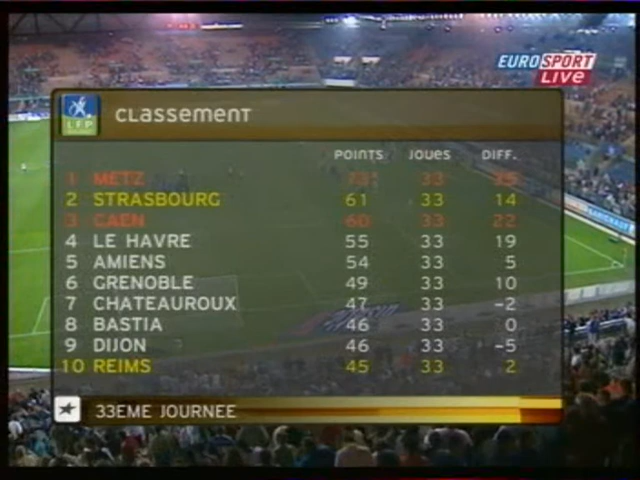 EUROSPORT
LIVE
LFP
CLASSEMENT
POINTS JOUES DIFF.
1 METZ 73 33 35
2 STRASBOURG 61 33 14
3 CAEN 60 33 22
4 LE HAVRE 55 33 19
5 AMIENS 54 33 5
6 GRENOBLE 49 33 10
7 CHATEAUROUX 47 33 -2
8 BASTIA 46 33 0
9 DIJON 46 33 -5
10 REIMS 45 33 2
33EME JOURNEE